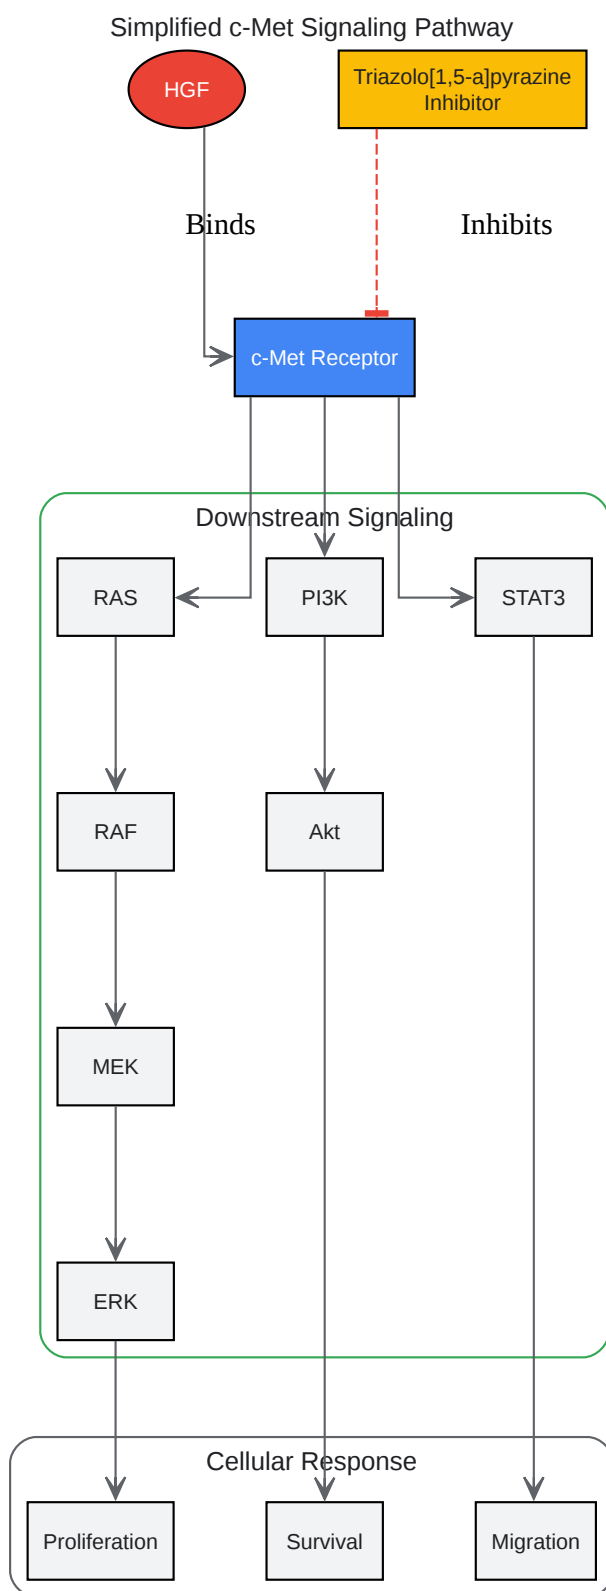 Simplified c-Met Signaling Pathway
HGF
Triazolo[1,5-a]pyrazine
Inhibitor
Binds
Inhibits
c-Met Receptor
Downstream Signaling
RAS
PI3K
STAT3
RAF
Akt
MEK
ERK
Cellular Response
Proliferation
Survival
Migration